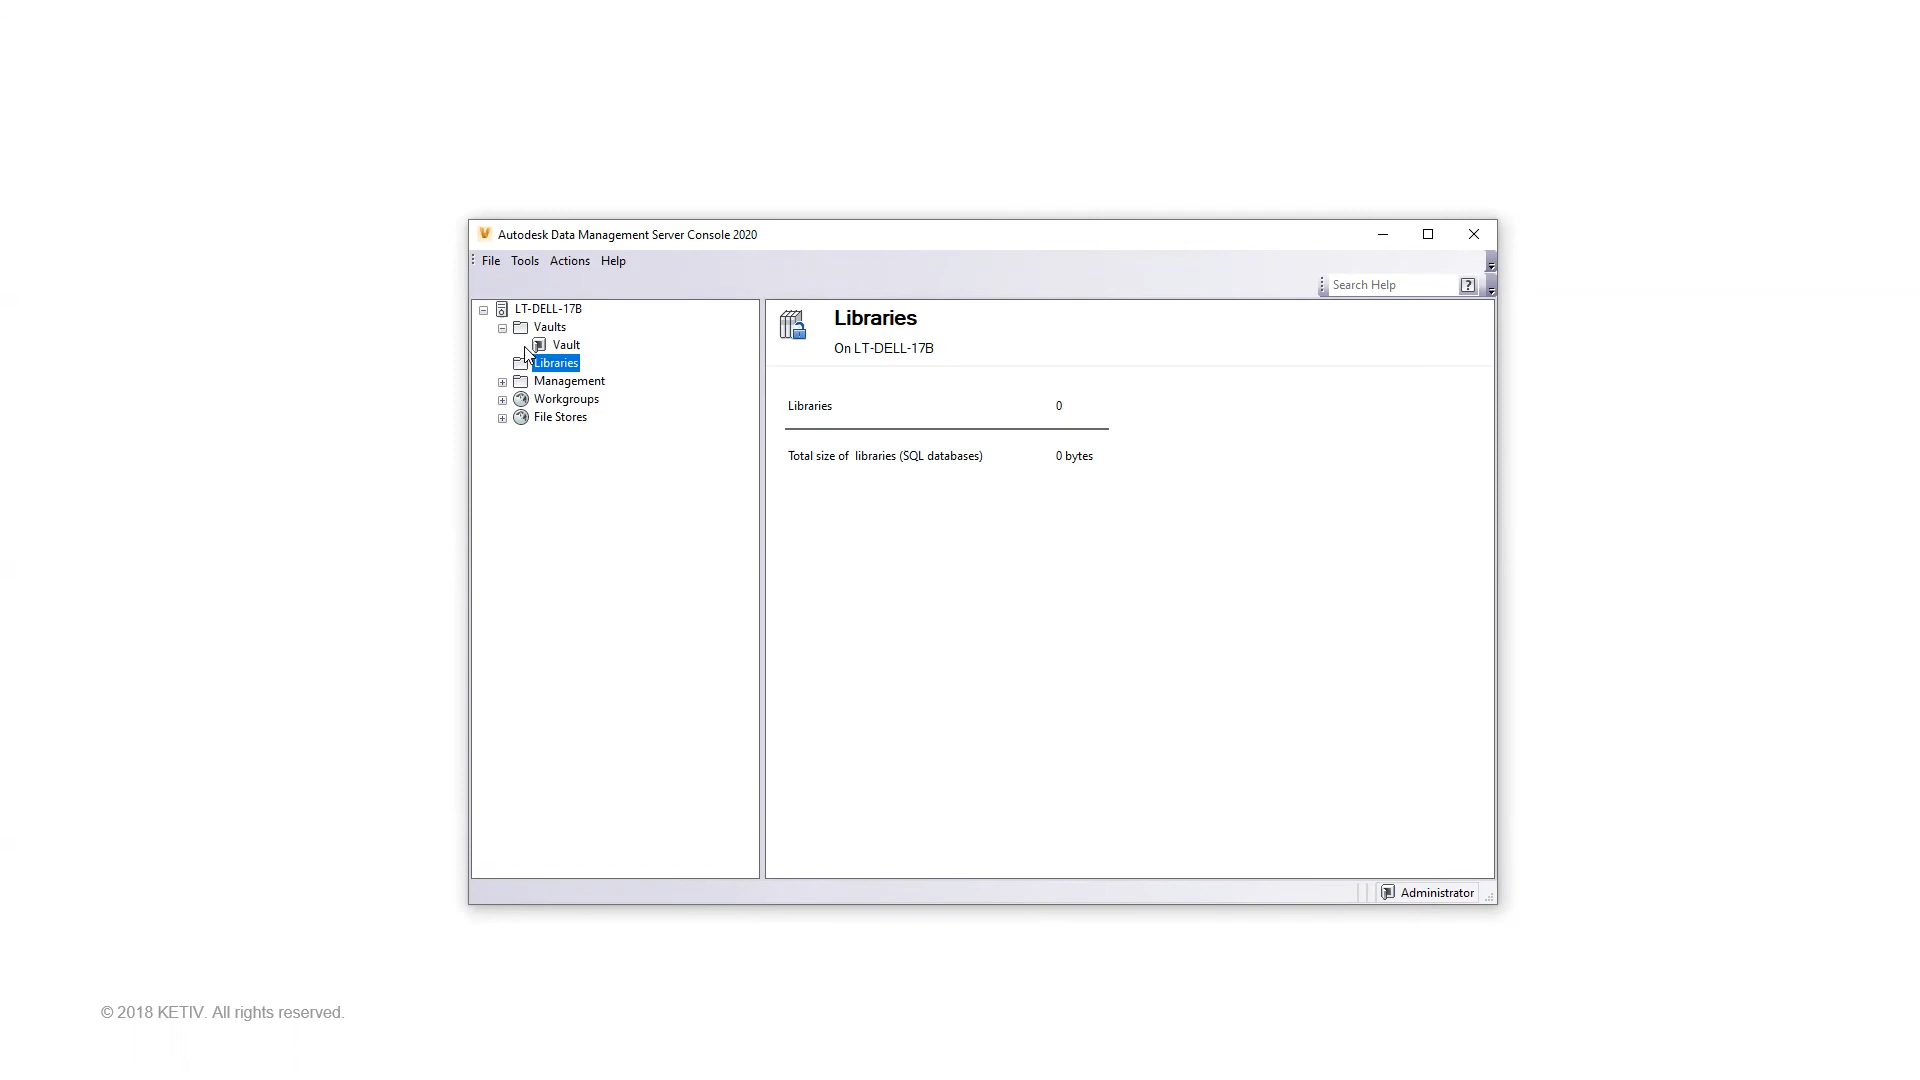 Autodesk Data Management Server Console 2020
File Tools Actions Help
Search Help ?
LT-DELL-17B
Vaults
Vault
Libraries
Management
Workgroups
File Stores
Libraries
On LT-DELL-17B
Libraries 0
Total size of libraries (SQL databases) 0 bytes
Administrator
© 2018 KETIV. All rights reserved.